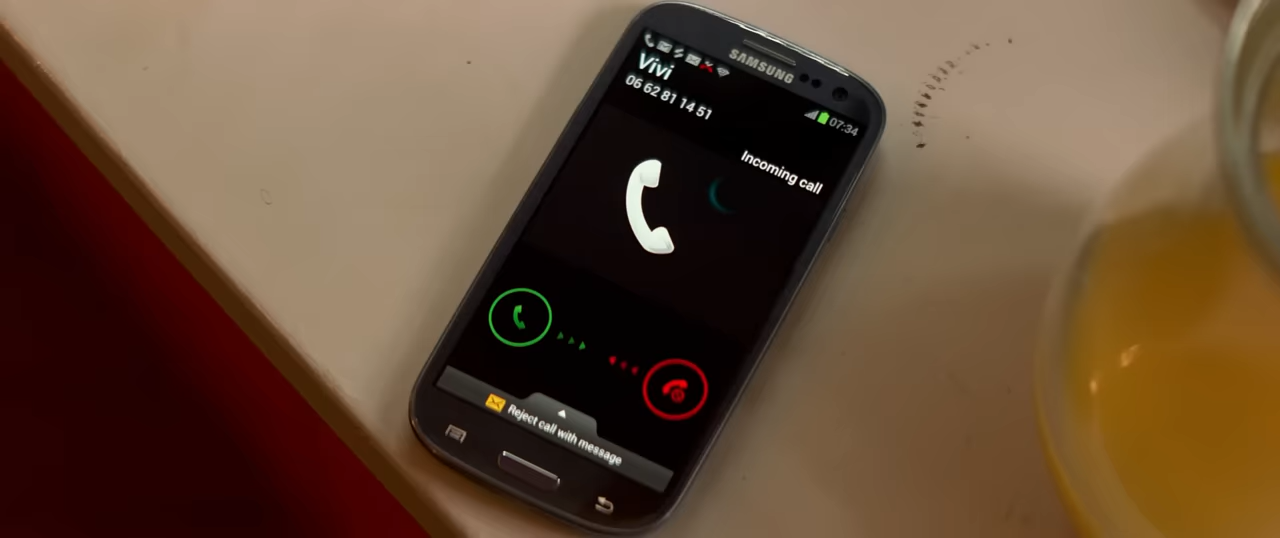 SAMSUNG
Vivi
06 62 81 14 51
07:34
Incoming call
Reject call with message